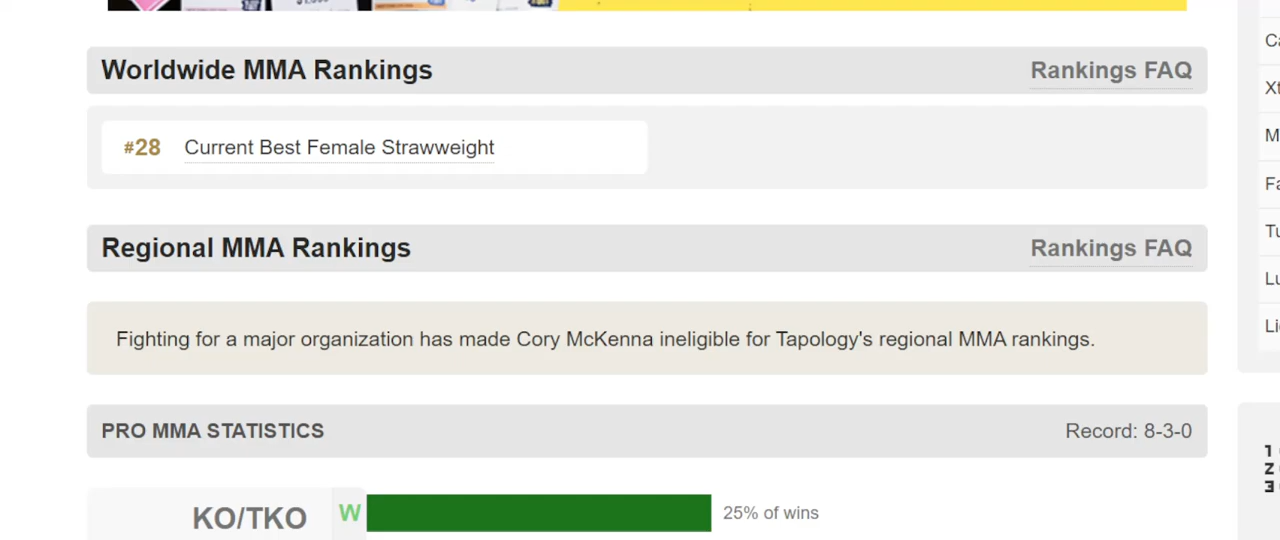 Worldwide MMA Rankings
Rankings FAQ
#28 Current Best Female Strawweight
Regional MMA Rankings
Rankings FAQ
Fighting for a major organization has made Cory McKenna ineligible for Tapology's regional MMA rankings.
PRO MMA STATISTICS
Record: 8-3-0
KO/TKO
W
25% of wins